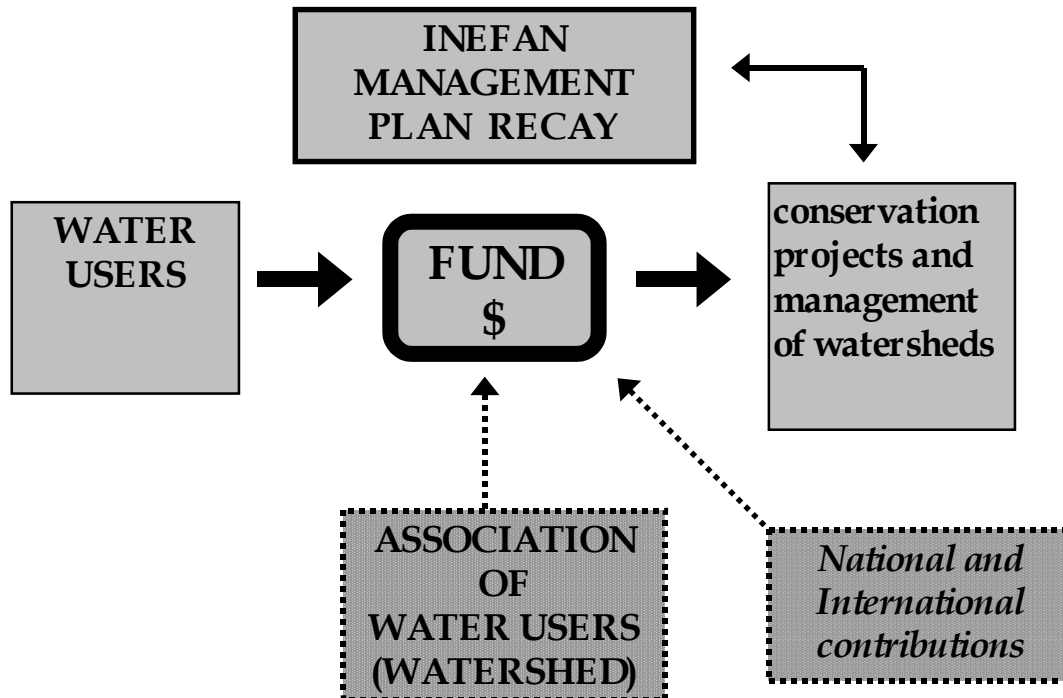 INEFAN
MANAGEMENT
PLAN RECAY
WATER
USERS
FUND
$
conservation
projects and
management
of watersheds
ASSOCIATION
OF
WATER USERS
(WATERSHED)
National and
International
contributions